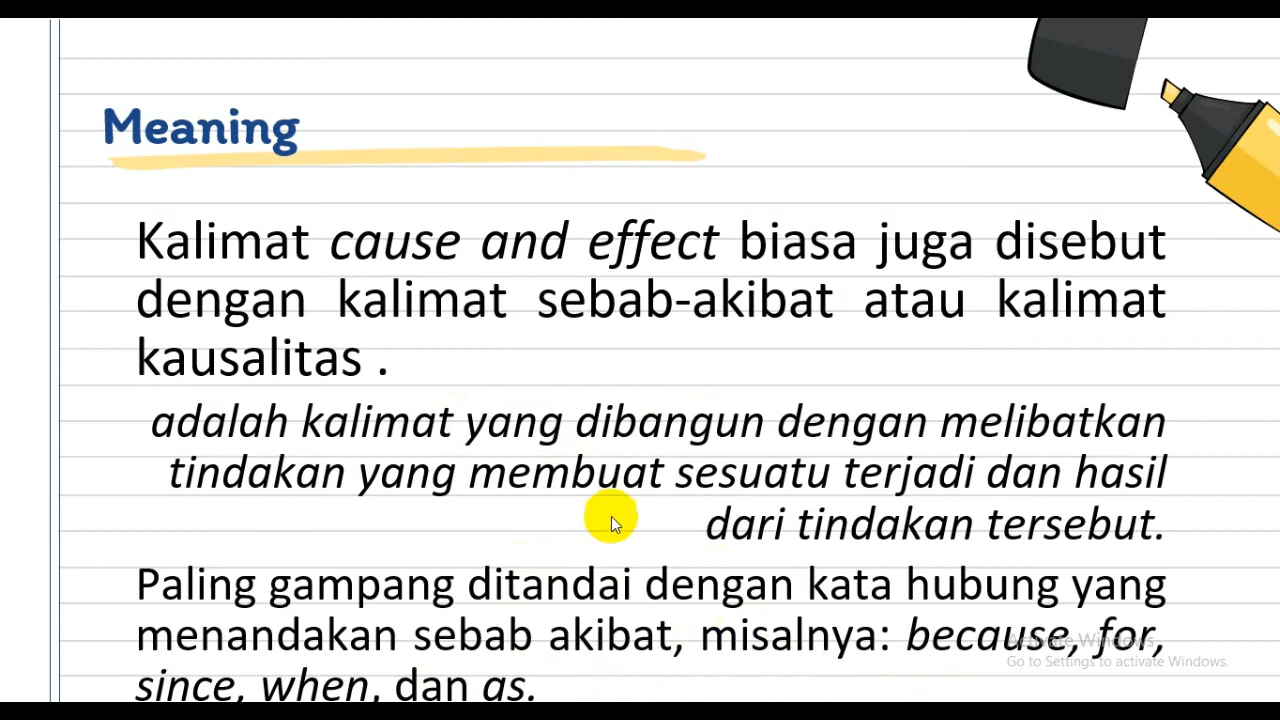 Meaning
Kalimat cause and effect biasa juga disebut
dengan kalimat sebab-akibat atau kalimat
kausalitas .
adalah kalimat yang dibangun dengan melibatkan
tindakan yang membuat sesuatu terjadi dan hasil
dari tindakan tersebut.
Paling gampang ditandai dengan kata hubung yang
menandakan sebab akibat, misalnya: because, for,
since, when, dan as.
Activate Windows
Go to Settings to activate Windows.